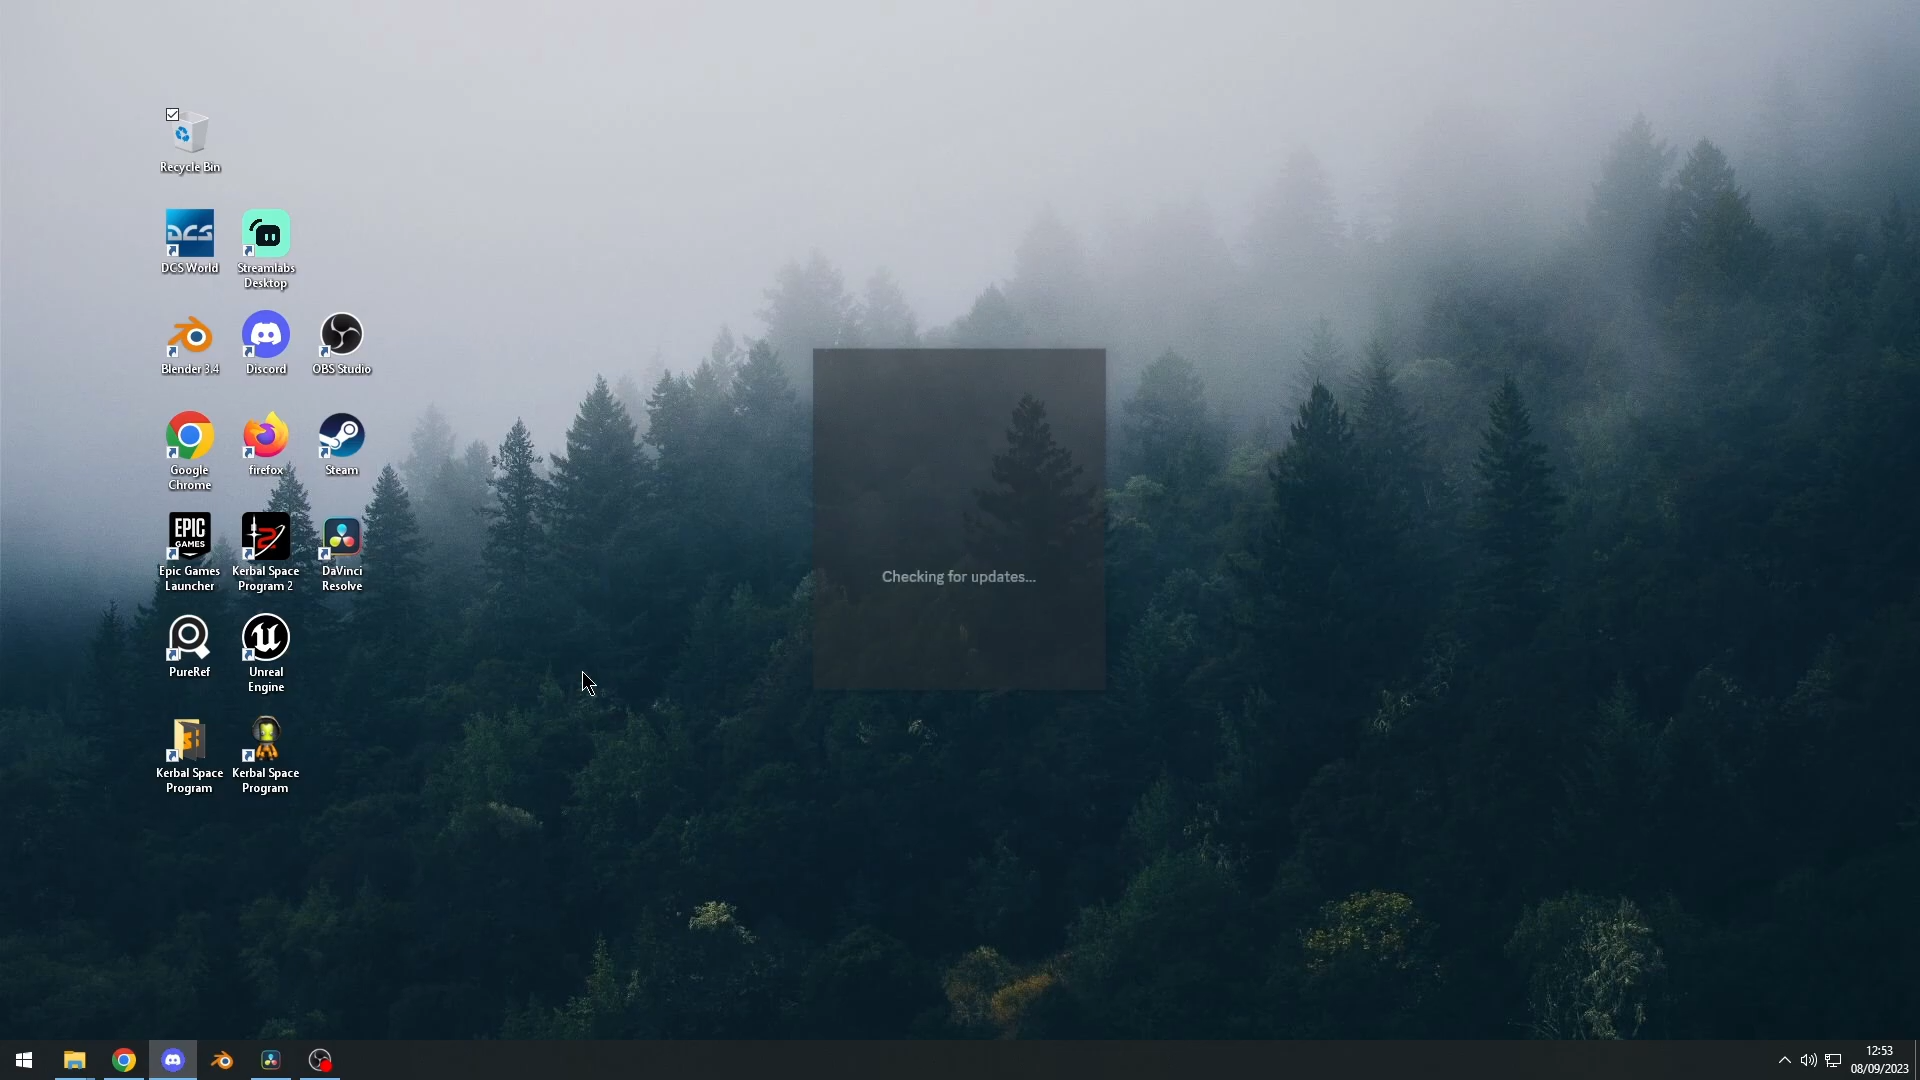 Recycle Bin
DCS
DCS World
Streamlabs
Desktop
Blender 3.4
Discord
OBS Studio
Google
Chrome
firefox
Steam
EPIC
GAMES
Epic Games
Launcher
Kerbal Space
Program 2
DaVinci
Resolve
PureRef
Unreal
Engine
Kerbal Space
Program
Kerbal Space
Program
Checking for updates...
12:53
08/09/2023